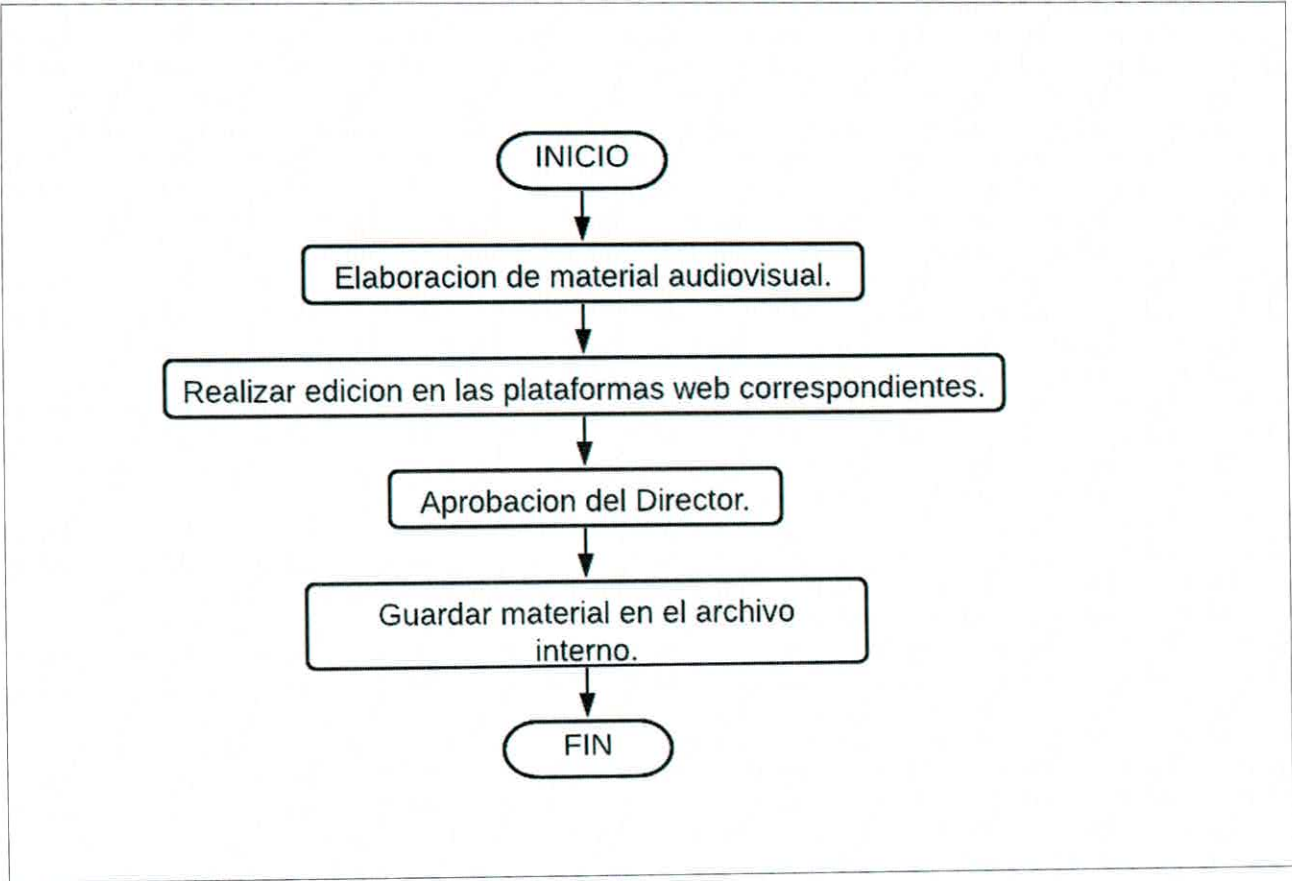 INICIO
Elaboracion de material audiovisual.
Realizar edicion en las plataformas web correspondientes.
Aprobacion del Director.
Guardar material en el archivo
interno.
FIN